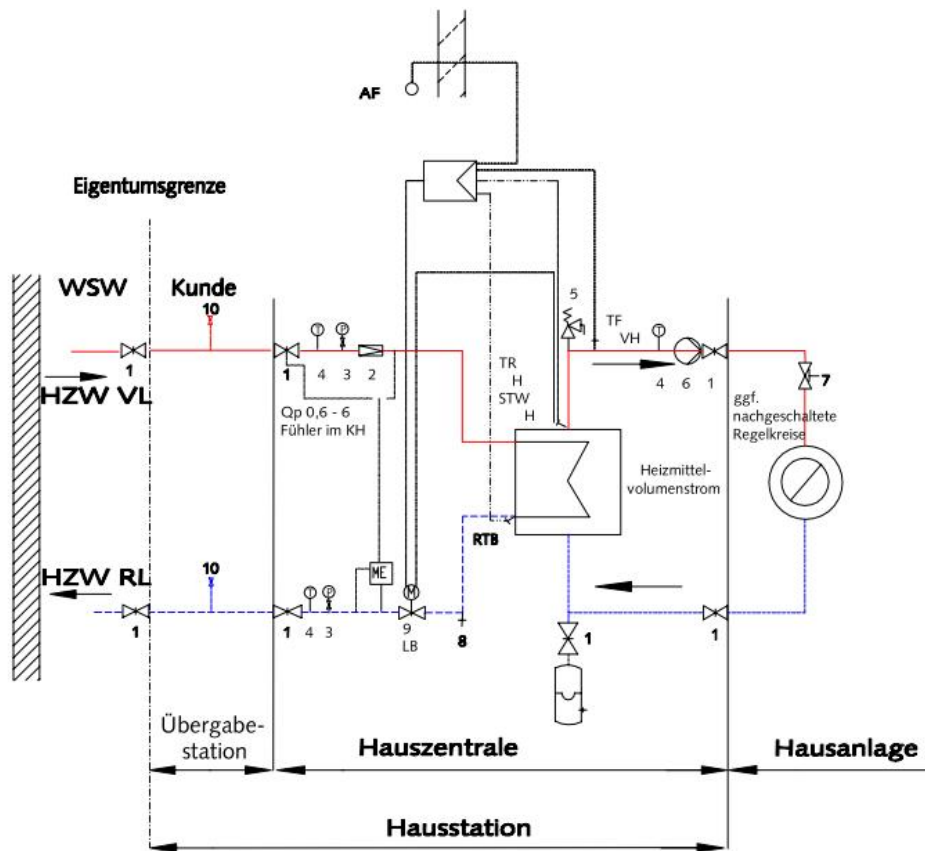 AF
Eigentumsgrenze
WSW
Kunde
10
5
TF
VH
T
P
T
1
1
4
3
2
TR
H
STW
H
4
6
1
7
HZW VL
Qp 0,6 - 6
Fühler im KH
ggf.
nachgeschaltete
Regelkreise
Heizmittel-
volumenstrom
RTB
HZW RL
10
ME
T
P
M
1
1
4
3
9
LB
8
1
1
Übergabe-
station
Hauszentrale
Hausanlage
Hausstation